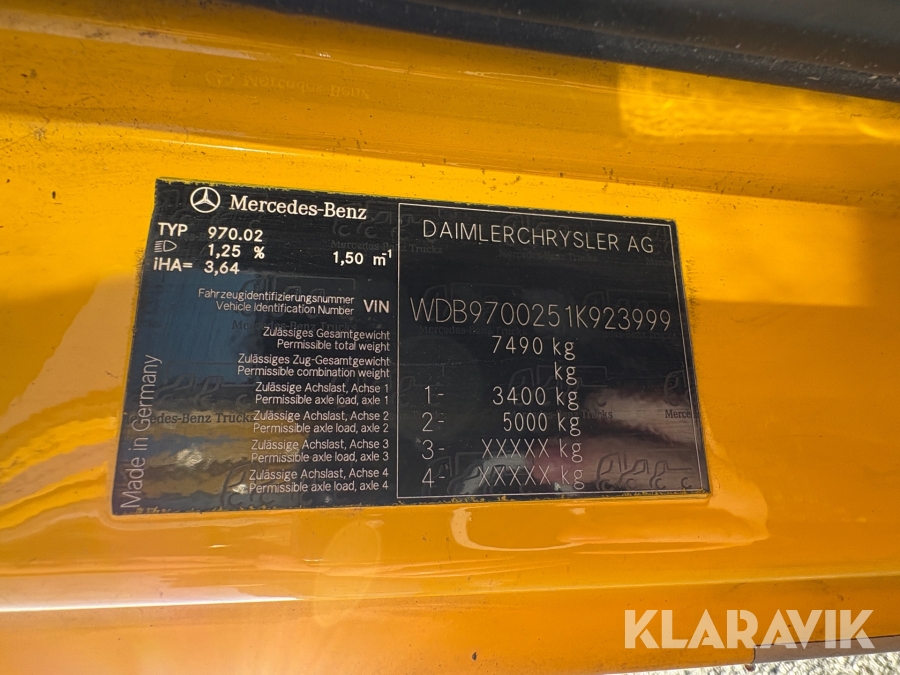 Mercedes-Benz
TYP 970.02
1,25 % 1,50 m⁻¹
iHA= 3,64
DAIMLERCHRYSLER AG
Fahrzeugidentifizierungsnummer
Vehicle Identification Number VIN WDB9700251K923999
Zulässiges Gesamtgewicht
Permissible total weight 7490 kg
Zulässiges Zug-Gesamtgewicht
Permissible combination weight kg
Zulässige Achslast, Achse 1
Permissible axle load, axle 1 1- 3400 kg
Zulässige Achslast, Achse 2
Permissible axle load, axle 2 2- 5000 kg
Zulässige Achslast, Achse 3
Permissible axle load, axle 3 3- XXXXX kg
Zulässige Achslast, Achse 4
Permissible axle load, axle 4 4- XXXXX kg
Made in Germany
Mercedes-Benz Trucks
KLARAVIK